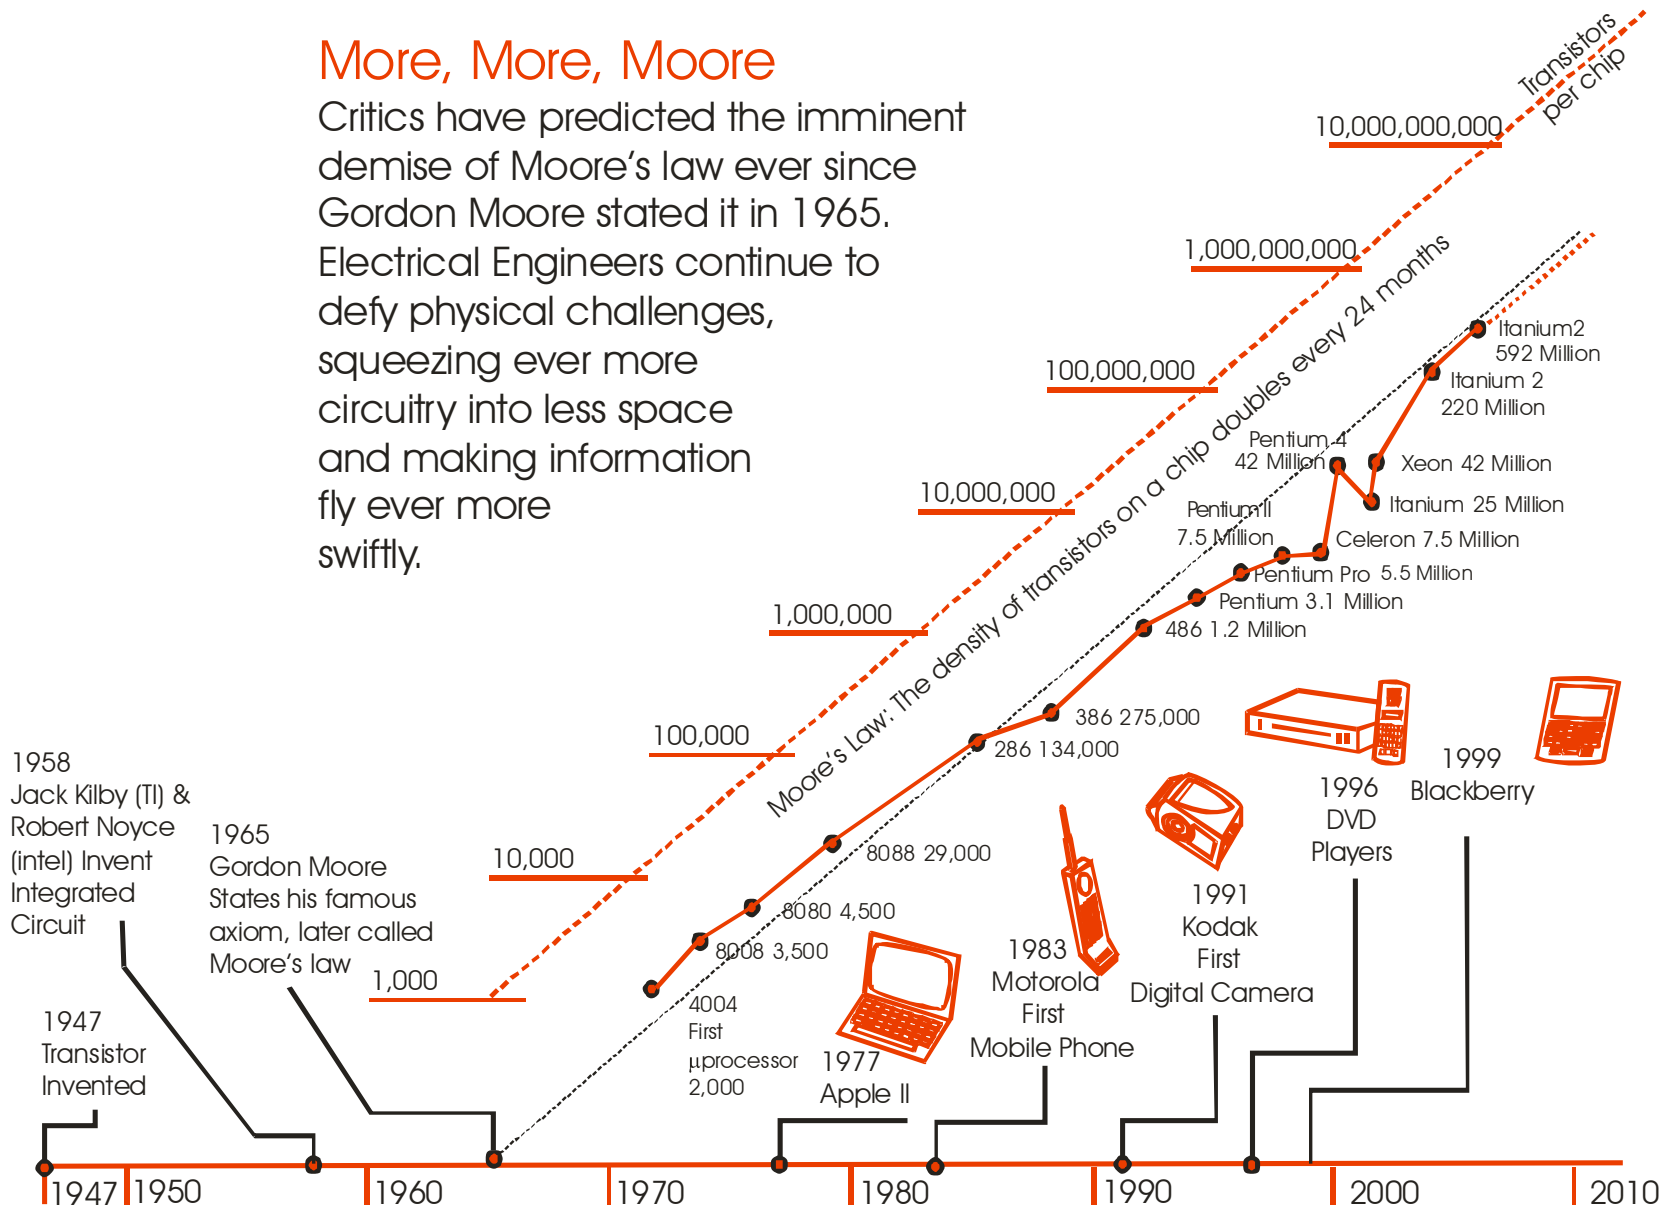 More, More, Moore
Critics have predicted the imminent
demise of Moore's law ever since
Gordon Moore stated it in 1965.
Electrical Engineers continue to
defy physical challenges,
squeezing ever more
circuitry into less space
and making information
fly ever more
swiftly.
Transistors
per chip
10,000,000,000
1,000,000,000
100,000,000
10,000,000
1,000,000
100,000
10,000
1,000
Moore's Law: The density of transistors on a chip doubles every 24 months
Itanium2
592 Million
Itanium 2
220 Million
Pentium 4
42 Million
Xeon 42 Million
Itanium 25 Million
Pentium II
7.5 Million
Celeron 7.5 Million
Pentium Pro 5.5 Million
Pentium 3.1 Million
486 1.2 Million
386 275,000
286 134,000
8088 29,000
8080 4,500
8008 3,500
4004
First
µprocessor
2,000
1947
Transistor
Invented
1958
Jack Kilby (TI) &
Robert Noyce
(intel) Invent
Integrated
Circuit
1965
Gordon Moore
States his famous
axiom, later called
Moore's law
1977
Apple II
1983
Motorola
First
Mobile Phone
1991
Kodak
First
Digital Camera
1996
DVD
Players
1999
Blackberry
1947
1950
1960
1970
1980
1990
2000
2010